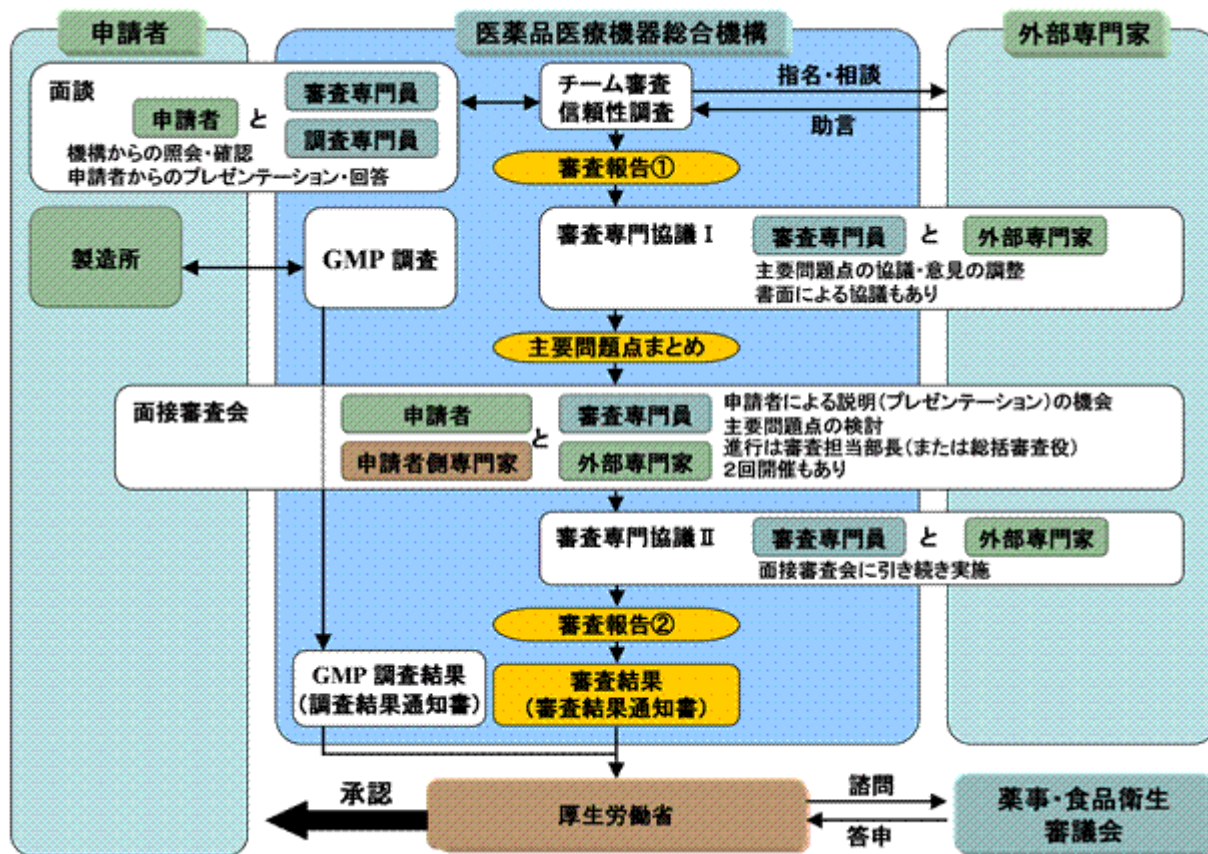 申請者
医薬品医療機器総合機構
外部専門家
面談
申請者 と 審査専門員
調査専門員
機構からの照会・確認
申請者からのプレゼンテーション・回答
チーム審査
信頼性調査
指名・相談
助言
審査報告①
製造所
GMP 調査
審査専門協議Ⅰ 審査専門員 と 外部専門家
主要問題点の協議・意見の調整
書面による協議もあり
主要問題点まとめ
面接審査会
申請者 と 審査専門員
申請者側専門家 外部専門家
申請者による説明(プレゼンテーション)の機会
主要問題点の検討
進行は審査担当部長(または総括審査役)
2回開催もあり
審査専門協議Ⅱ 審査専門員 と 外部専門家
面接審査会に引き続き実施
審査報告②
GMP 調査結果
(調査結果通知書)
審査結果
(審査結果通知書)
承認
厚生労働省
諮問
答申
薬事・食品衛生
審議会